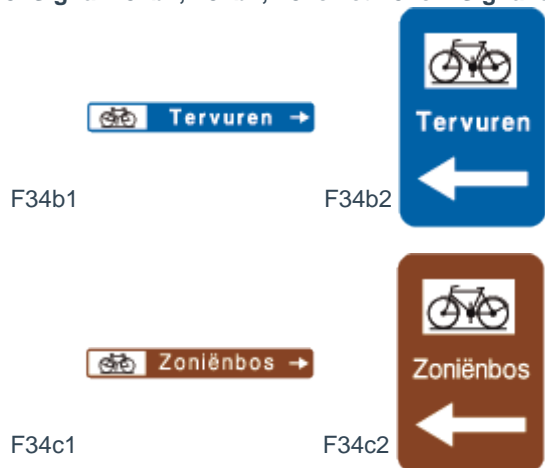 Tervuren →
Tervuren
F34b1
F34b2
Zoniënbos →
Zoniënbos
F34c1
F34c2